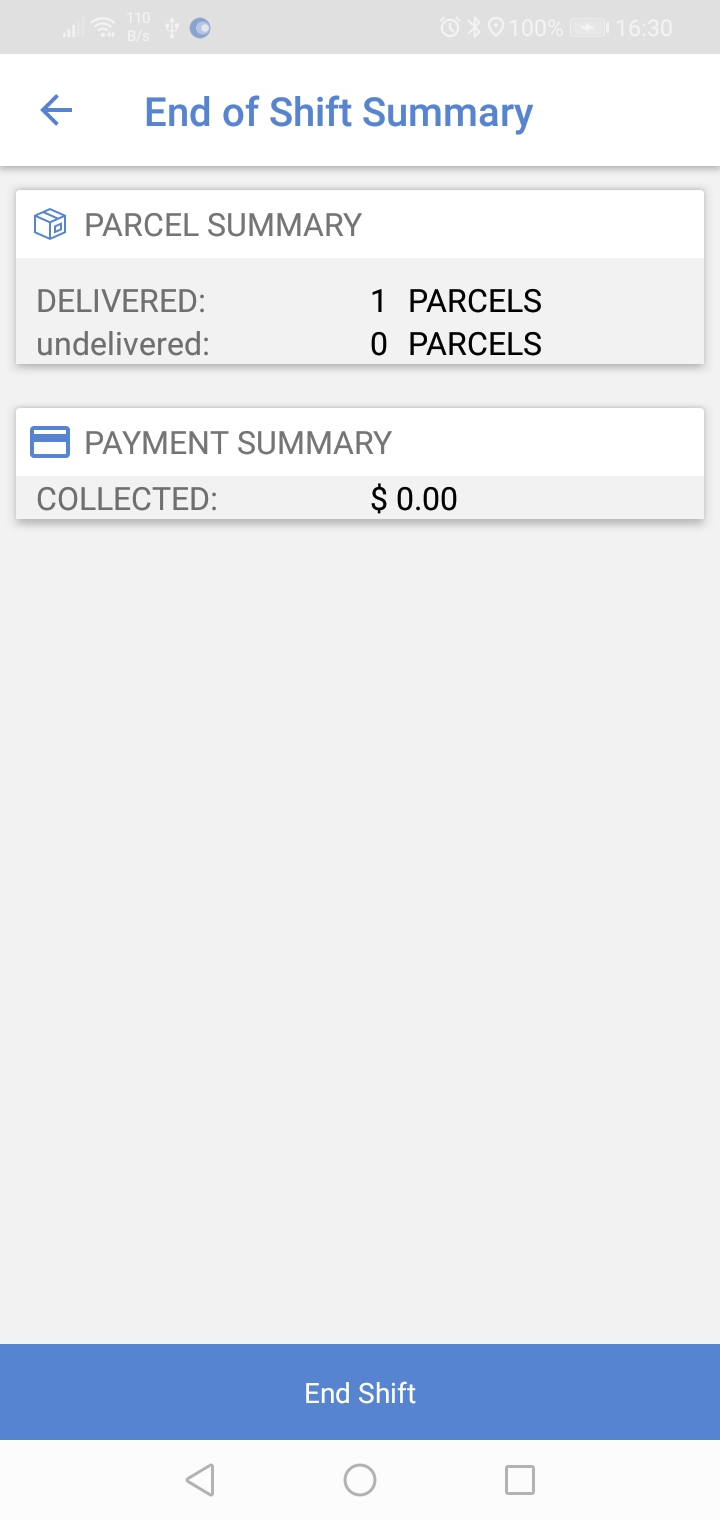 110
B/s
100%
16:30
End of Shift Summary
PARCEL SUMMARY
DELIVERED: 1 PARCELS
undelivered: 0 PARCELS
PAYMENT SUMMARY
COLLECTED: $ 0.00
End Shift